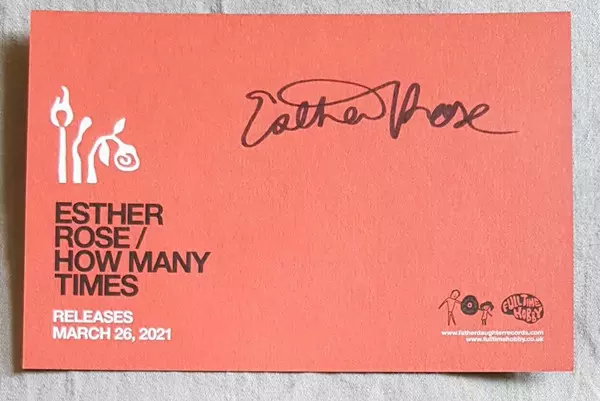 Esther Rose
ESTHER
ROSE /
HOW MANY
TIMES
RELEASES
MARCH 26, 2021
FULL TIME
HOBBY
www.fatherdaughterrecords.com
www.fulltimehobby.co.uk